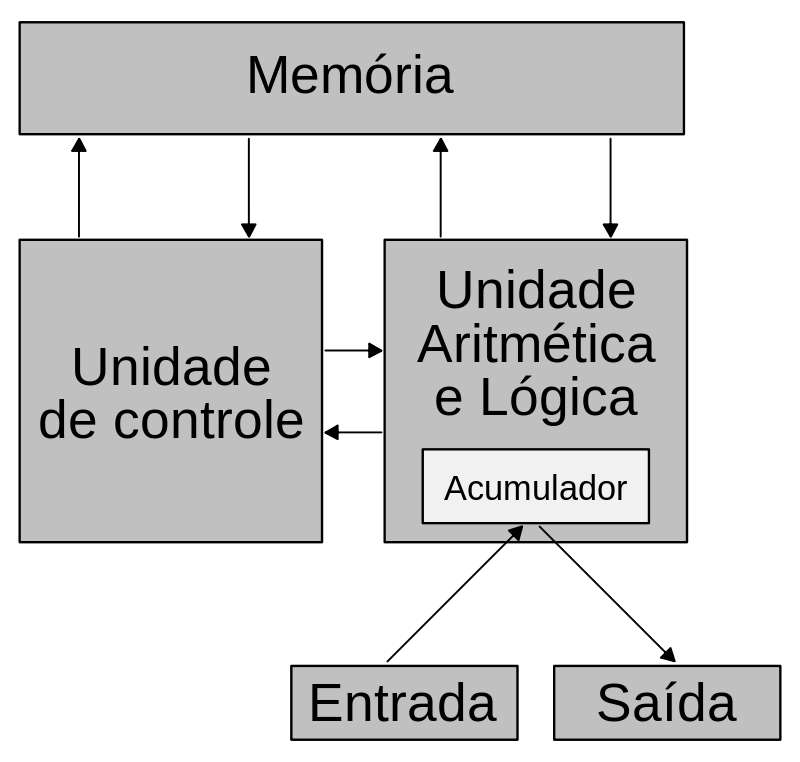 Memória
Unidade
de controle
Unidade
Aritmética
e Lógica
Acumulador
Entrada
Saída